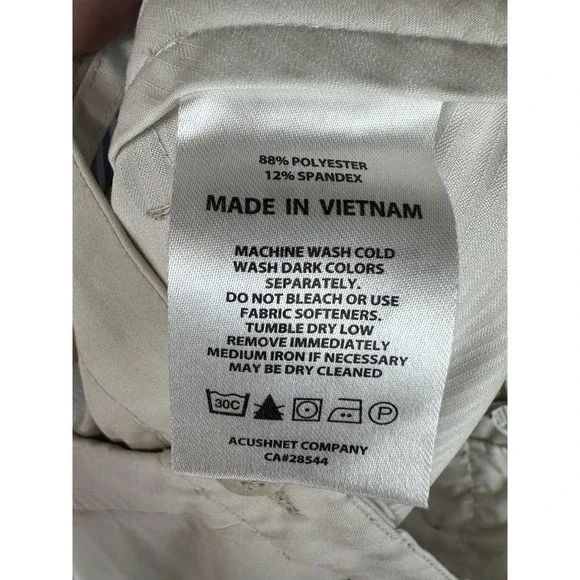 88% POLYESTER
12% SPANDEX
MADE IN VIETNAM
MACHINE WASH COLD
WASH DARK COLORS
SEPARATELY.
DO NOT BLEACH OR USE
FABRIC SOFTENERS.
TUMBLE DRY LOW
REMOVE IMMEDIATELY
MEDIUM IRON IF NECESSARY
MAY BE DRY CLEANED
30C P
ACUSHNET COMPANY
CA#28544